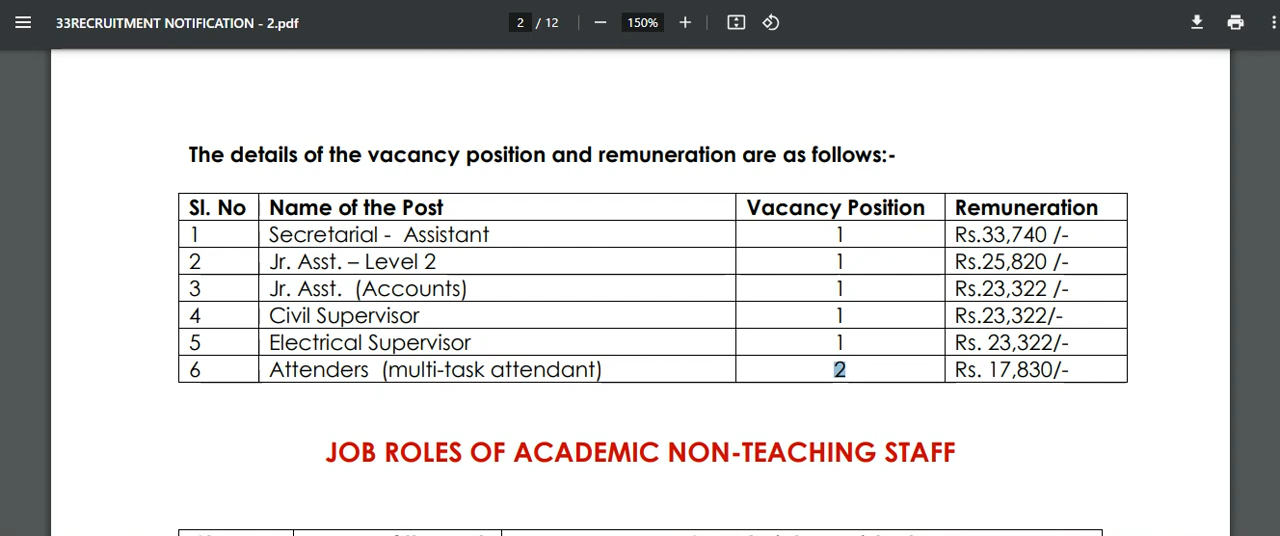 33RECRUITMENT NOTIFICATION - 2.pdf 2 / 12 150%
The details of the vacancy position and remuneration are as follows:-
Sl. No Name of the Post Vacancy Position Remuneration
1 Secretarial - Assistant 1 Rs.33,740 /-
2 Jr. Asst. – Level 2 1 Rs.25,820 /-
3 Jr. Asst. (Accounts) 1 Rs.23,322 /-
4 Civil Supervisor 1 Rs.23,322/-
5 Electrical Supervisor 1 Rs. 23,322/-
6 Attenders (multi-task attendant) 2 Rs. 17,830/-
JOB ROLES OF ACADEMIC NON-TEACHING STAFF